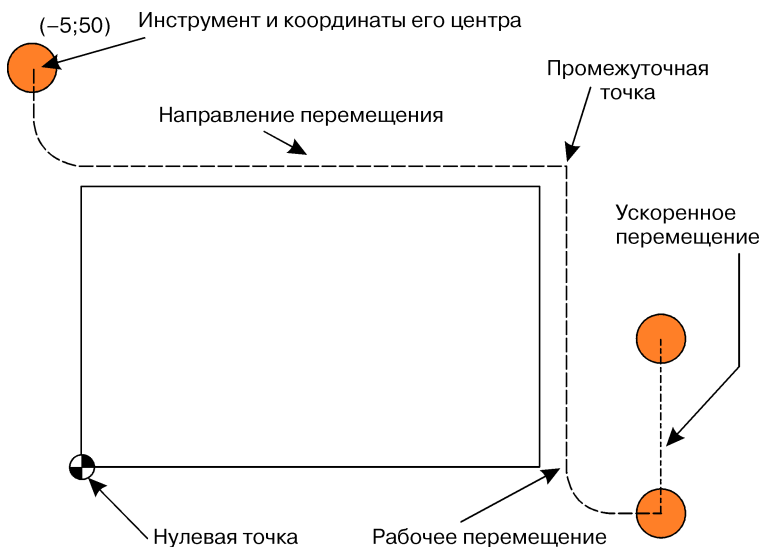 (–5;50)
Инструмент и координаты его центра
Промежуточная
точка
Направление перемещения
Ускоренное
перемещение
Нулевая точка
Рабочее перемещение